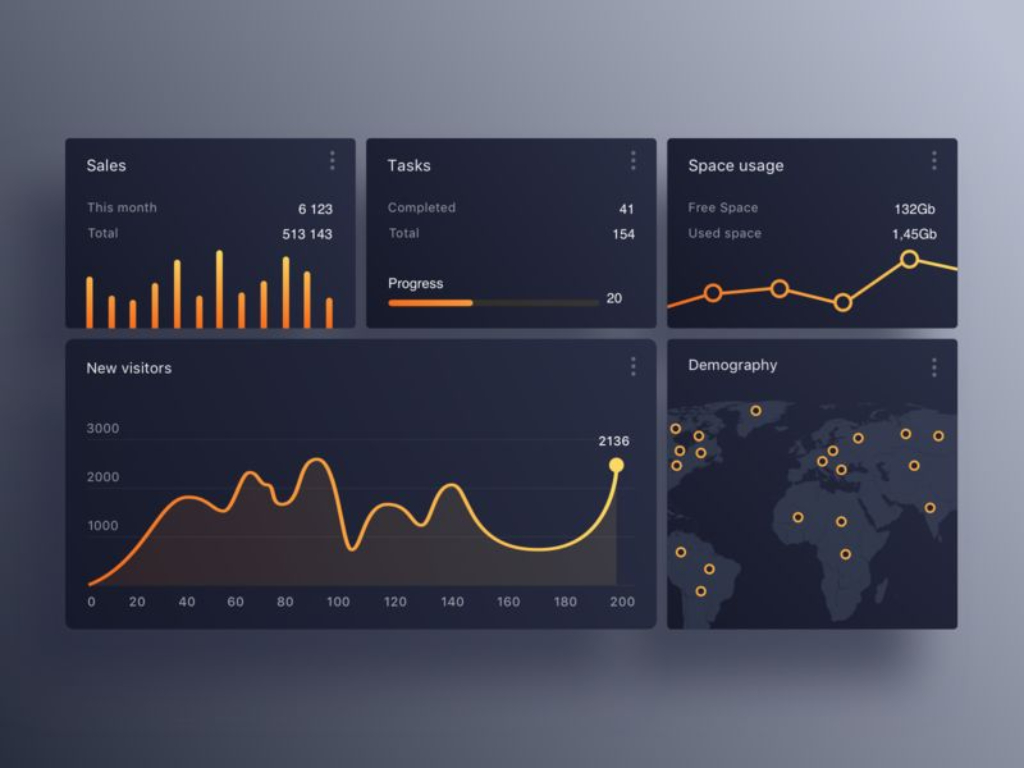 Sales
This month 6 123
Total 513 143
Tasks
Completed 41
Total 154
Progress
20
Space usage
Free Space 132Gb
Used space 1,45Gb
New visitors
3000
2136
2000
1000
0 20 40 60 80 100 120 140 160 180 200
Demography